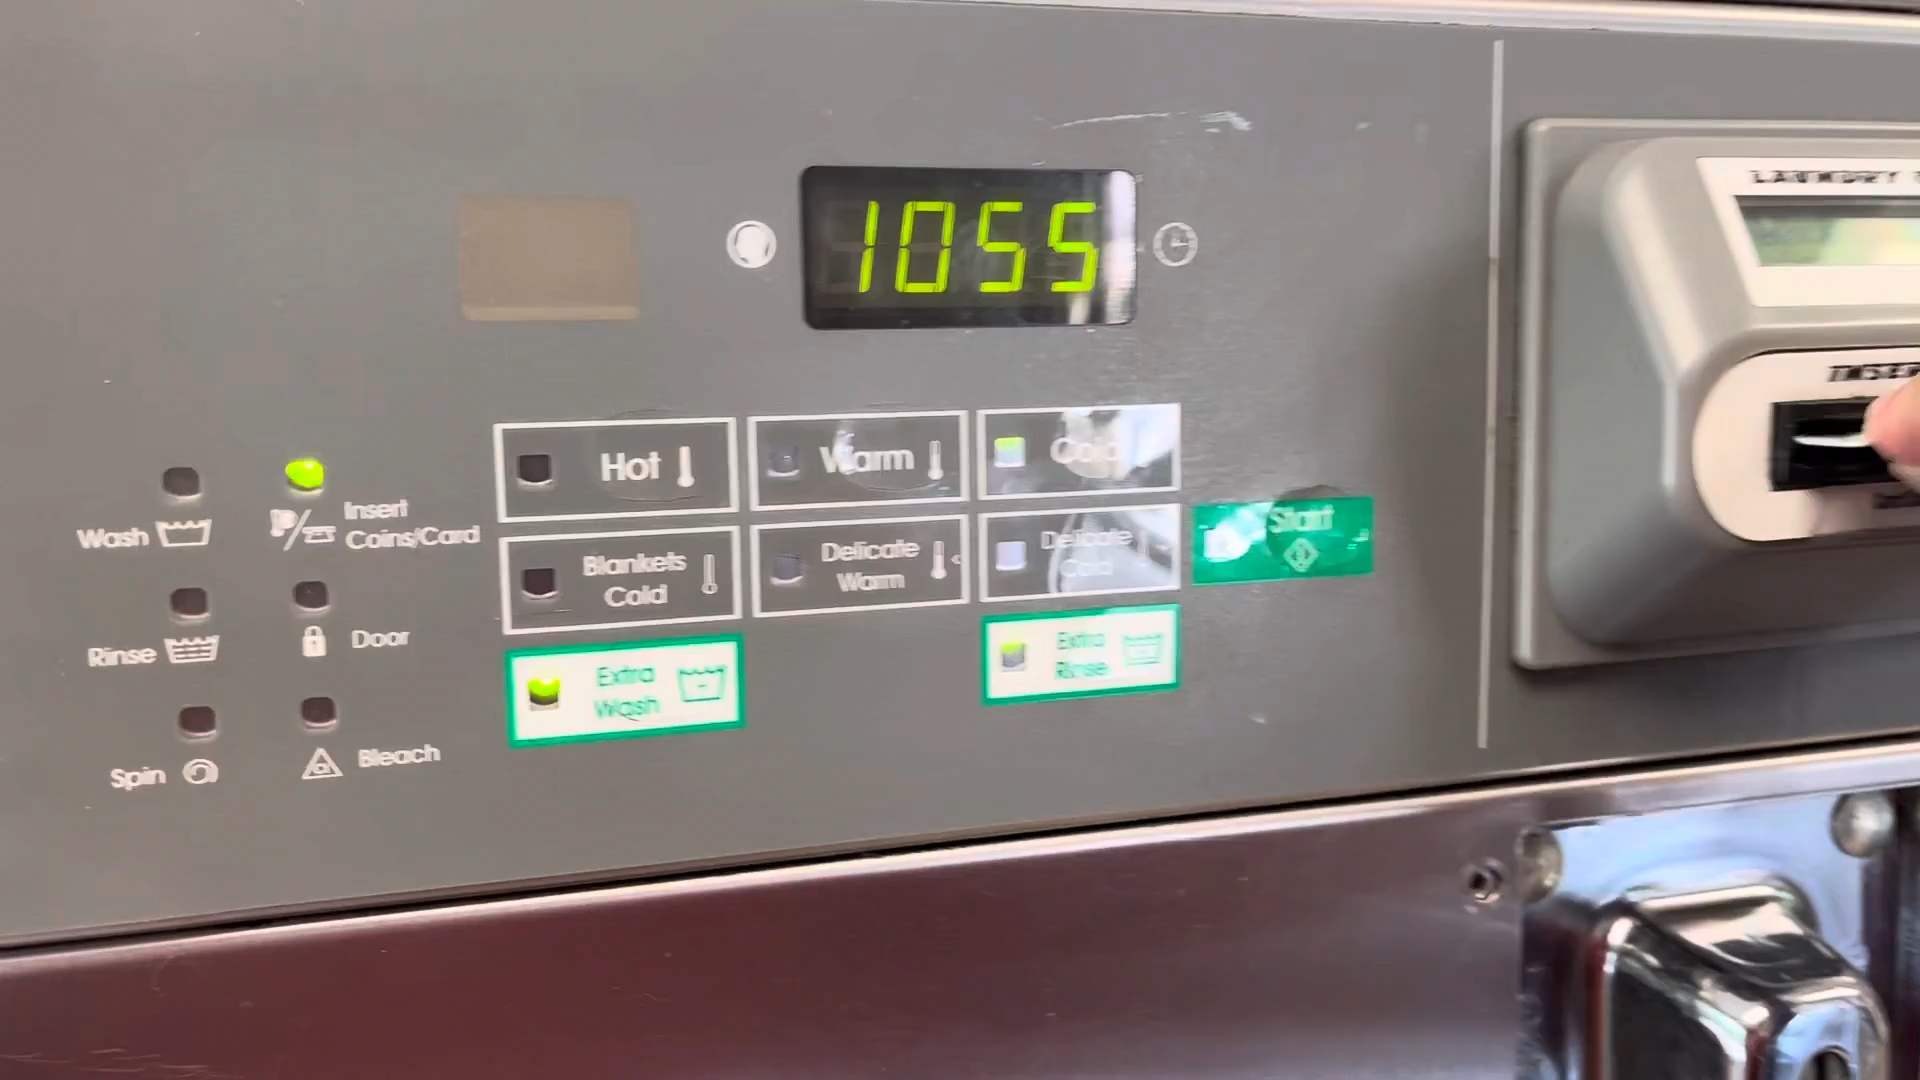 1055
LAUNDRY
Hot
Warm
Cold
Insert
Coins/Card
Wash
Blankets
Cold
Delicate
Warm
Delicate
Cold
Start
Rinse
Door
Extra
Wash
Extra
Rinse
Spin
Bleach